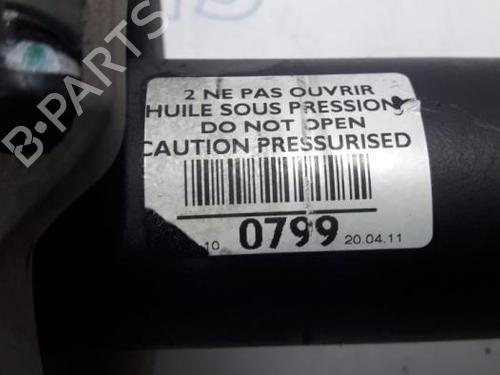 2 NE PAS OUVRIR
HUILE SOUS PRESSION
DO NOT OPEN
CAUTION PRESSURISED
10 0799 20.04.11
B-PARTS